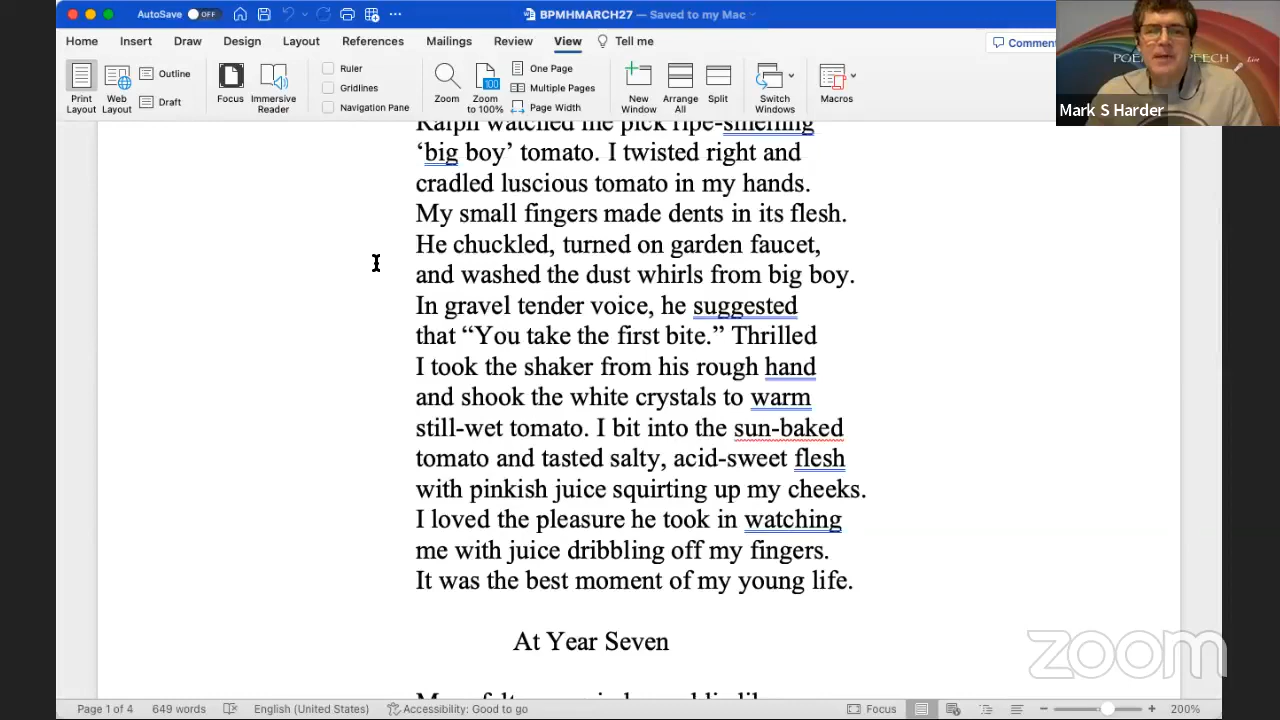 AutoSave OFF
BPMHMARCH27 — Saved to my Mac
Home Insert Draw Design Layout References Mailings Review View Tell me
Commen
Print Layout
Web Layout
Outline
Draft
Focus
Immersive Reader
Ruler
Gridlines
Navigation Pane
Zoom
Zoom to 100%
100
One Page
Multiple Pages
Page Width
New Window
Arrange All
Split
Switch Windows
Macros
Live
Mark S Harder
Ralph watched me pick ripe-smelling
‘big boy’ tomato. I twisted right and
cradled luscious tomato in my hands.
My small fingers made dents in its flesh.
He chuckled, turned on garden faucet,
and washed the dust whirls from big boy.
In gravel tender voice, he suggested
that “You take the first bite.” Thrilled
I took the shaker from his rough hand
and shook the white crystals to warm
still-wet tomato. I bit into the sun-baked
tomato and tasted salty, acid-sweet flesh
with pinkish juice squirting up my cheeks.
I loved the pleasure he took in watching
me with juice dribbling off my fingers.
It was the best moment of my young life.
At Year Seven
zoom
Page 1 of 4 649 words English (United States) Accessibility: Good to go Focus 200%